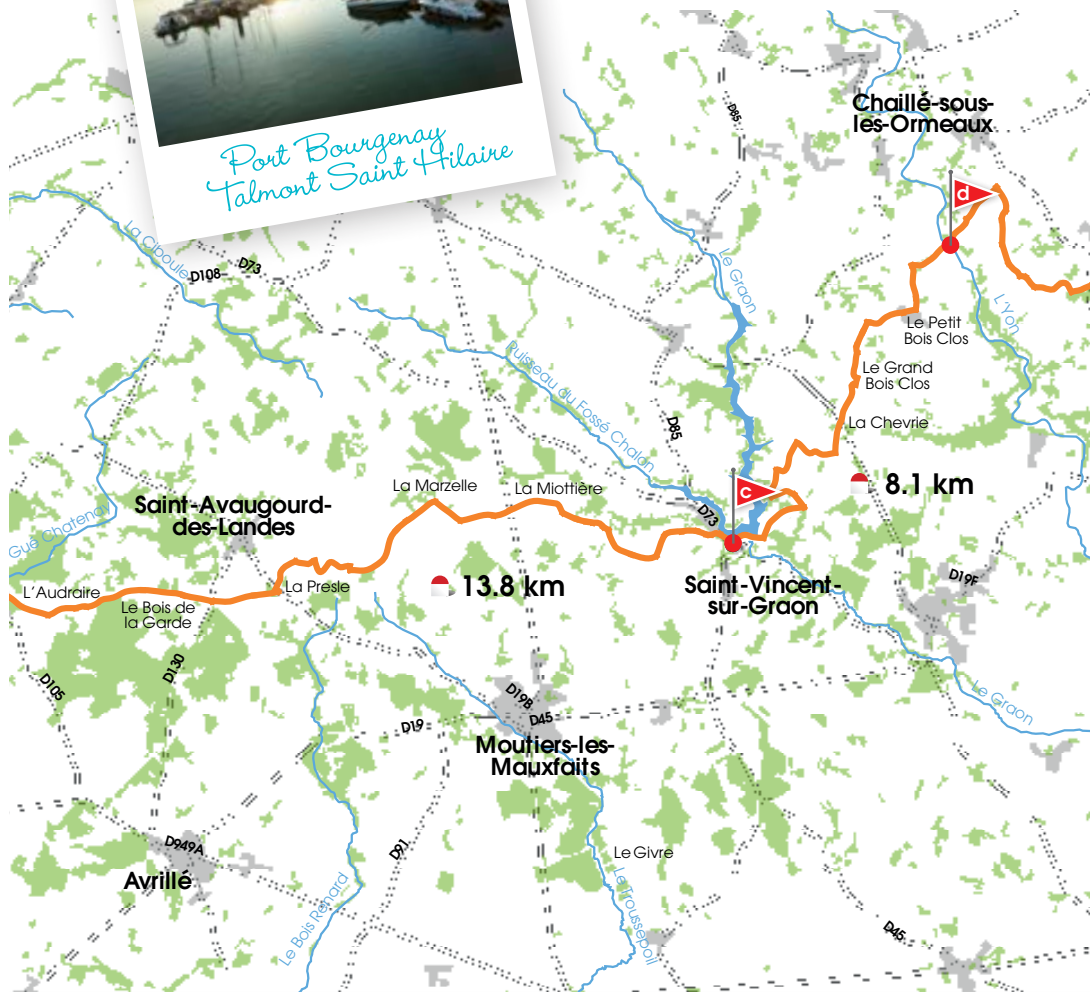 Port Bourgenay
Talmont Saint Hilaire
D85
Chaillé-sous-
les-Ormeaux
d
La Ciboule
D108
D73
Le Graon
L'Yon
Le Petit
Bois Clos
Ruisseau du Fossé Chalon
Le Grand
Bois Clos
D85
La Chevrie
La Marzelle
La Miottière
c
8.1 km
Saint-Avaugourd-
des-Landes
D73
Gué Chatenay
L'Audraire
La Presle
13.8 km
Saint-Vincent-
sur-Graon
D19F
Le Bois de
la Garde
D130
D105
Le Graon
D19B
D45
D19
Moutiers-les-
Mauxfaits
D949A
D91
Le Givre
Avrillé
Le Bois Renard
Le Troussepoil
D45